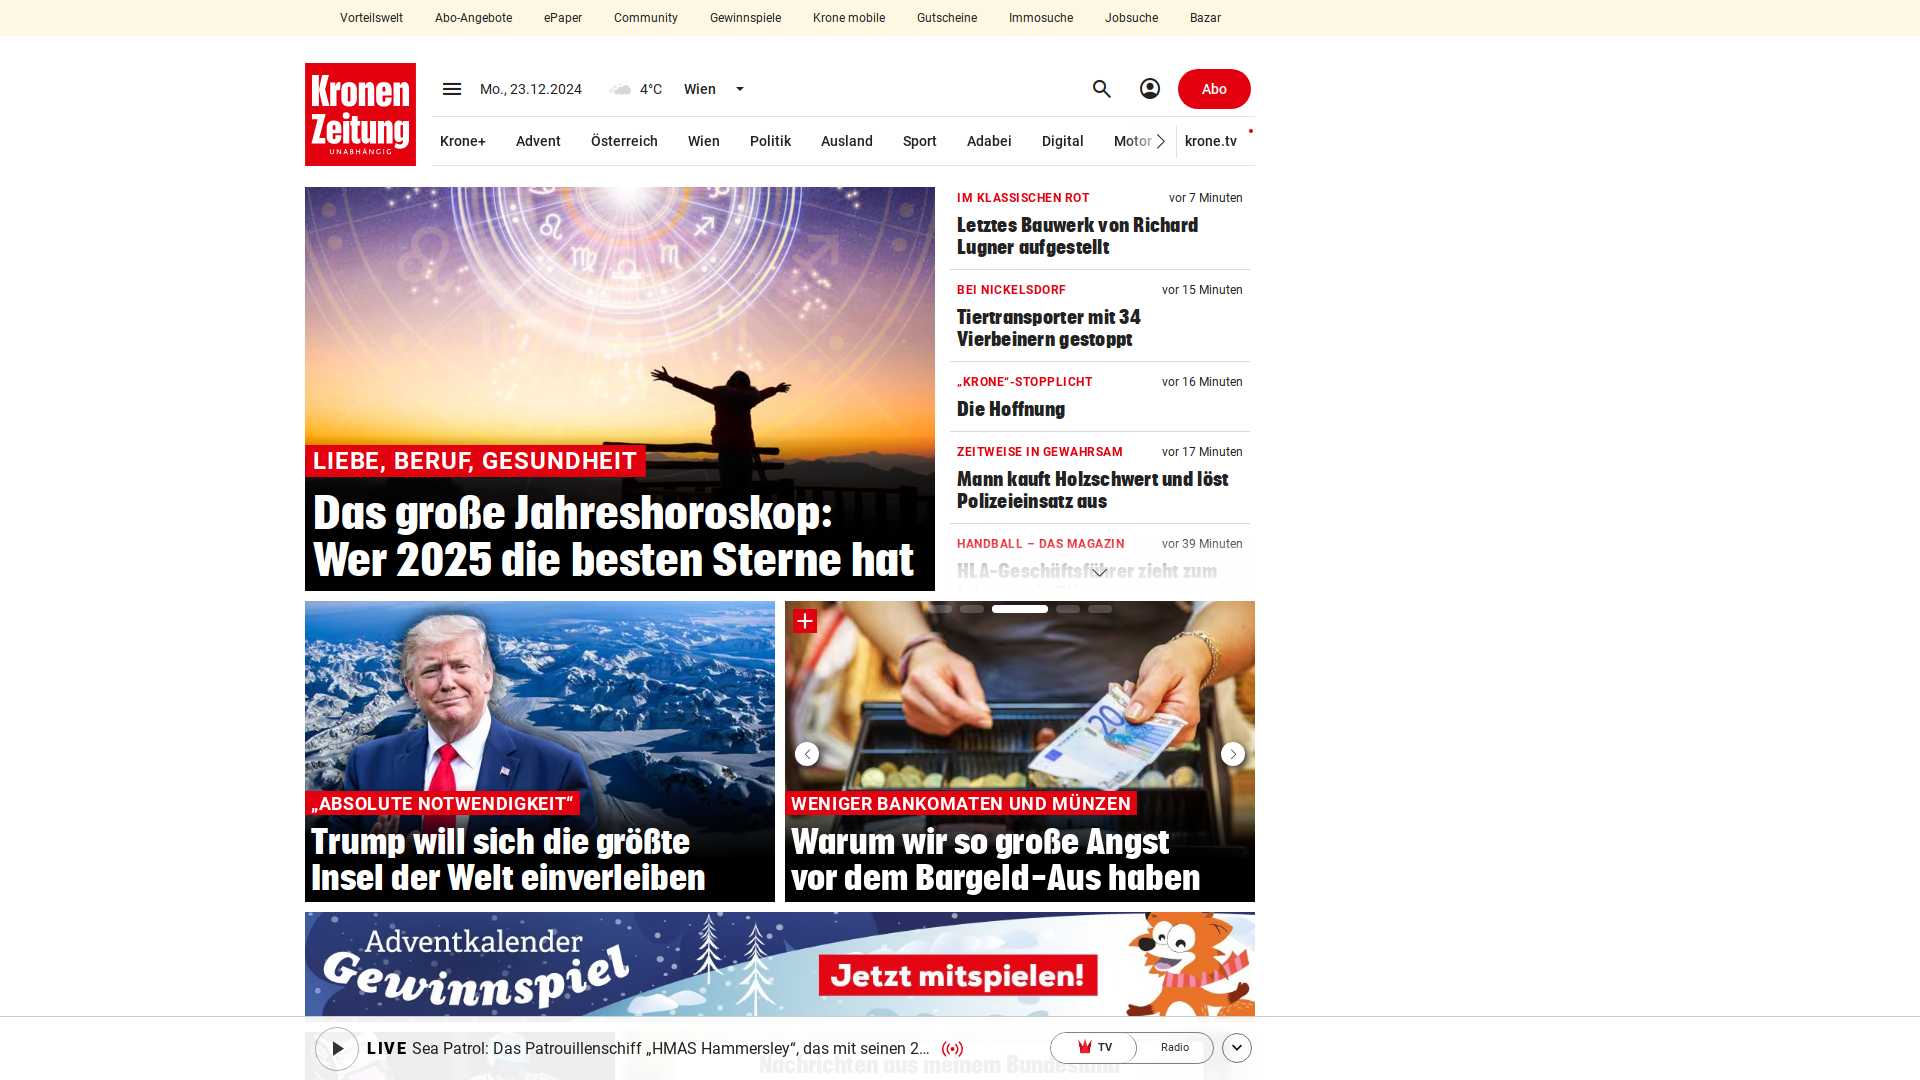 Vorteilswelt Abo-Angebote ePaper Community Gewinnspiele Krone mobile Gutscheine Immosuche Jobsuche Bazar
Kronen
Zeitung
UNABHÄNGIG
Mo., 23.12.2024 4°C Wien Abo
Krone+ Advent Österreich Wien Politik Ausland Sport Adabei Digital Motor krone.tv
LIEBE, BERUF, GESUNDHEIT
Das große Jahreshoroskop:
Wer 2025 die besten Sterne hat
IM KLASSISCHEN ROT vor 7 Minuten
Letztes Bauwerk von Richard
Lugner aufgestellt
BEI NICKELSDORF vor 15 Minuten
Tiertransporter mit 34
Vierbeinern gestoppt
„KRONE“-STOPPLICHT vor 16 Minuten
Die Hoffnung
ZEITWEISE IN GEWAHRSAM vor 17 Minuten
Mann kauft Holzschwert und löst
Polizeieinsatz aus
HANDBALL – DAS MAGAZIN vor 39 Minuten
HLA-Geschäftsführer zieht zum
„ABSOLUTE NOTWENDIGKEIT“
Trump will sich die größte
Insel der Welt einverleiben
20
WENIGER BANKOMATEN UND MÜNZEN
Warum wir so große Angst
vor dem Bargeld-Aus haben
Adventkalender
Gewinnspiel
Jetzt mitspielen!
LIVE Sea Patrol: Das Patrouillenschiff „HMAS Hammersley“, das mit seinen 2... TV Radio
Nachrichten aus meinem Bundesland